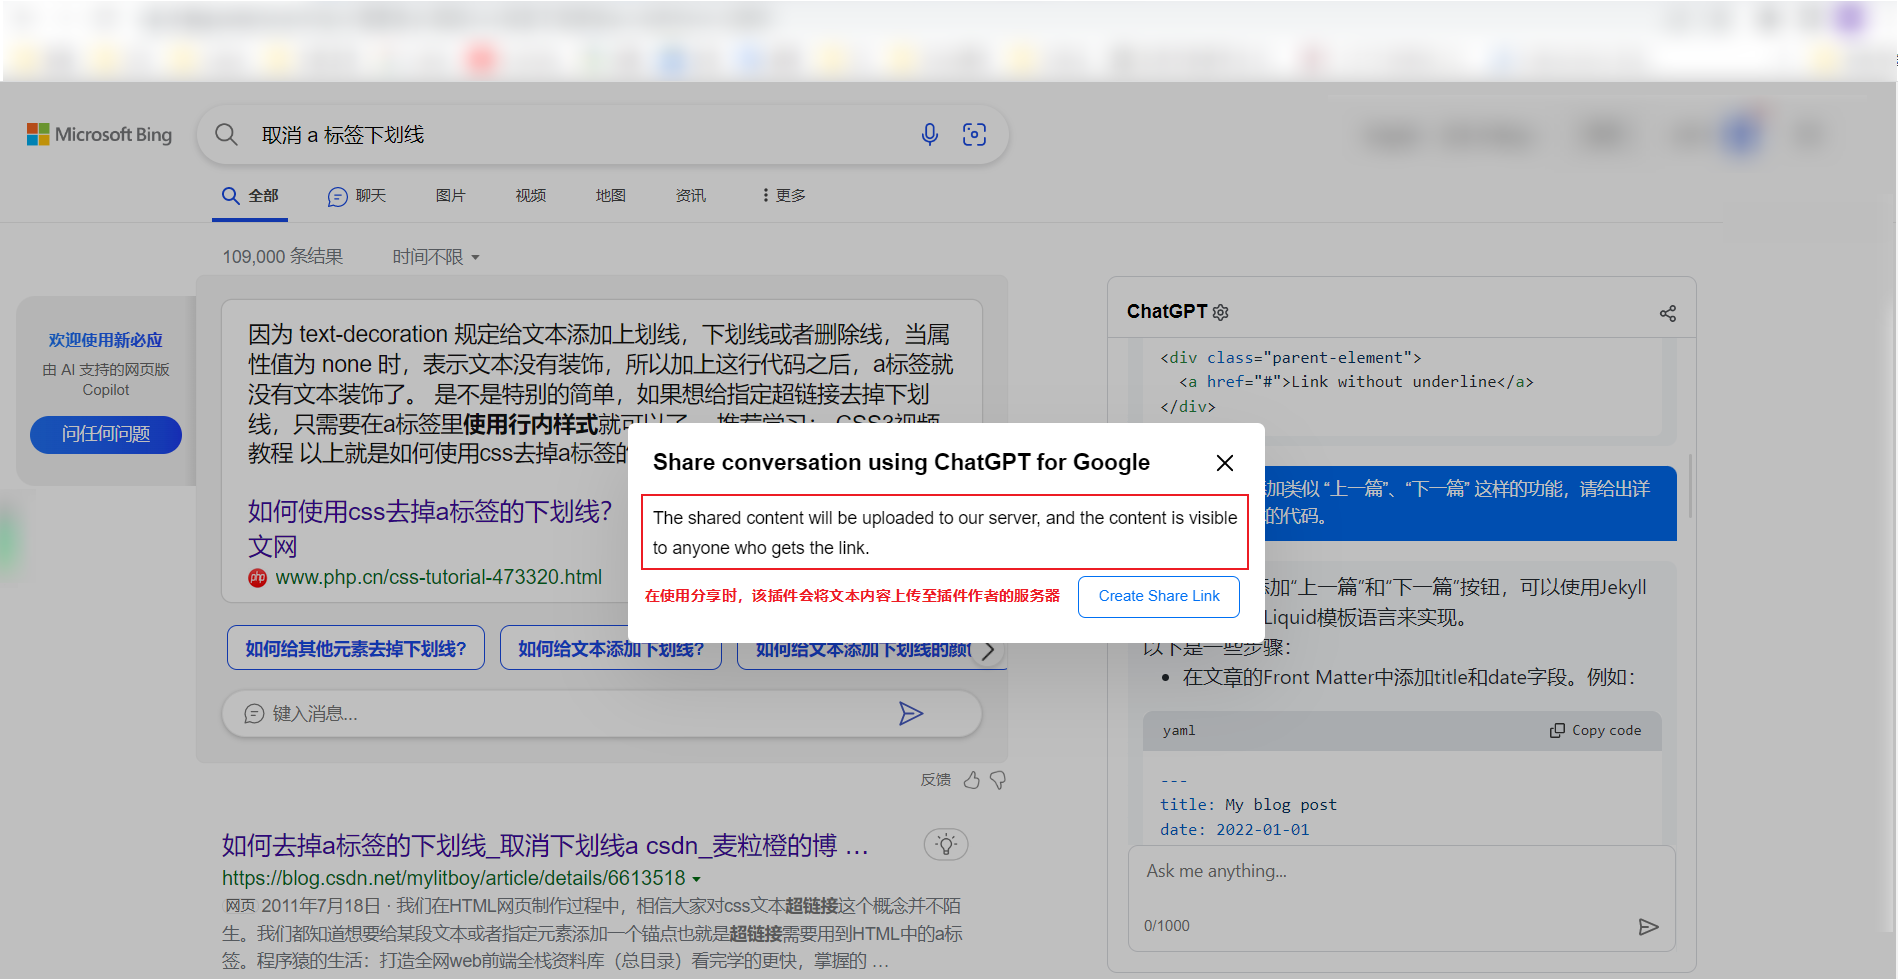 Microsoft Bing
取消 a 标签下划线
全部
聊天
图片
视频
地图
资讯
更多
109,000 条结果
时间不限
欢迎使用新必应
由 AI 支持的网页版
Copilot
问任何问题
因为 text-decoration 规定给文本添加上划线，下划线或者删除线，当属
性值为 none 时，表示文本没有装饰，所以加上这行代码之后，a标签就
没有文本装饰了。 是不是特别的简单，如果想给指定超链接去掉下划
线，只需要在a标签里使用行内样式就可以了。 推荐学习： CSS3视频
教程 以上就是如何使用css去掉a标签的
如何使用css去掉a标签的下划线?
文网
php
www.php.cn/css-tutorial-473320.html
如何给其他元素去掉下划线?
如何给文本添加下划线?
如何给文本添加下划线的颜
键入消息...
反馈
如何去掉a标签的下划线_取消下划线a csdn_麦粒橙的博 ...
https://blog.csdn.net/mylitboy/article/details/6613518
网页 2011年7月18日 · 我们在HTML网页制作过程中，相信大家对css文本超链接这个概念并不陌
生。我们都知道想要给某段文本或者指定元素添加一个锚点也就是超链接需要用到HTML中的a标
签。程序猿的生活：打造全网web前端全栈资料库（总目录）看完学的更快，掌握的 ...
Share conversation using ChatGPT for Google
The shared content will be uploaded to our server, and the content is visible
to anyone who gets the link.
在使用分享时，该插件会将文本内容上传至插件作者的服务器
Create Share Link
ChatGPT
<div class="parent-element">
<a href="#">Link without underline</a>
</div>
加类似 “上一篇”、“下一篇” 这样的功能，请给出详
的代码。
添加“上一篇”和“下一篇”按钮，可以使用Jekyll
Liquid模板语言来实现。
以下是一些步骤：
• 在文章的Front Matter中添加title和date字段。例如：
yaml
Copy code
---
title: My blog post
date: 2022-01-01
Ask me anything...
0/1000